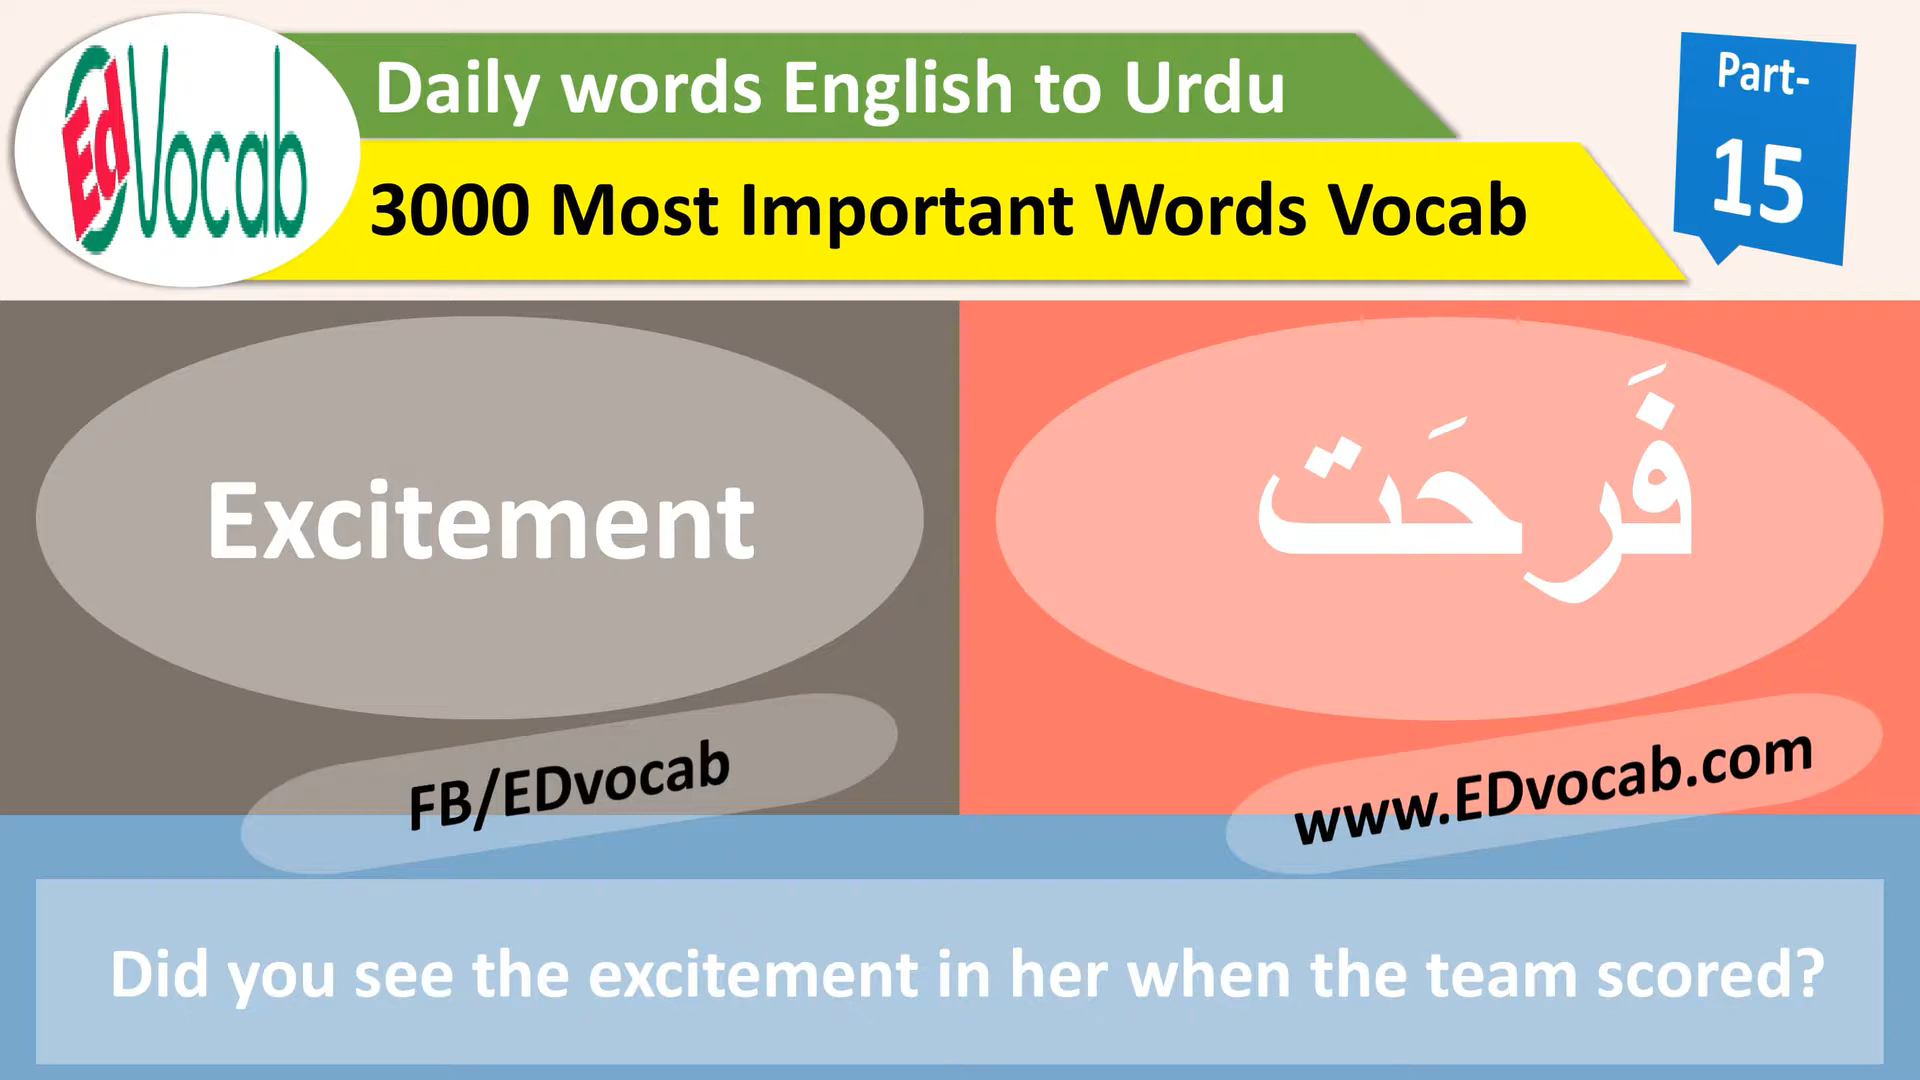 EdVocab
Daily words English to Urdu
3000 Most Important Words Vocab
Part-
15
Excitement
فَرحَت
FB/EDvocab
www.EDvocab.com
Did you see the excitement in her when the team scored?